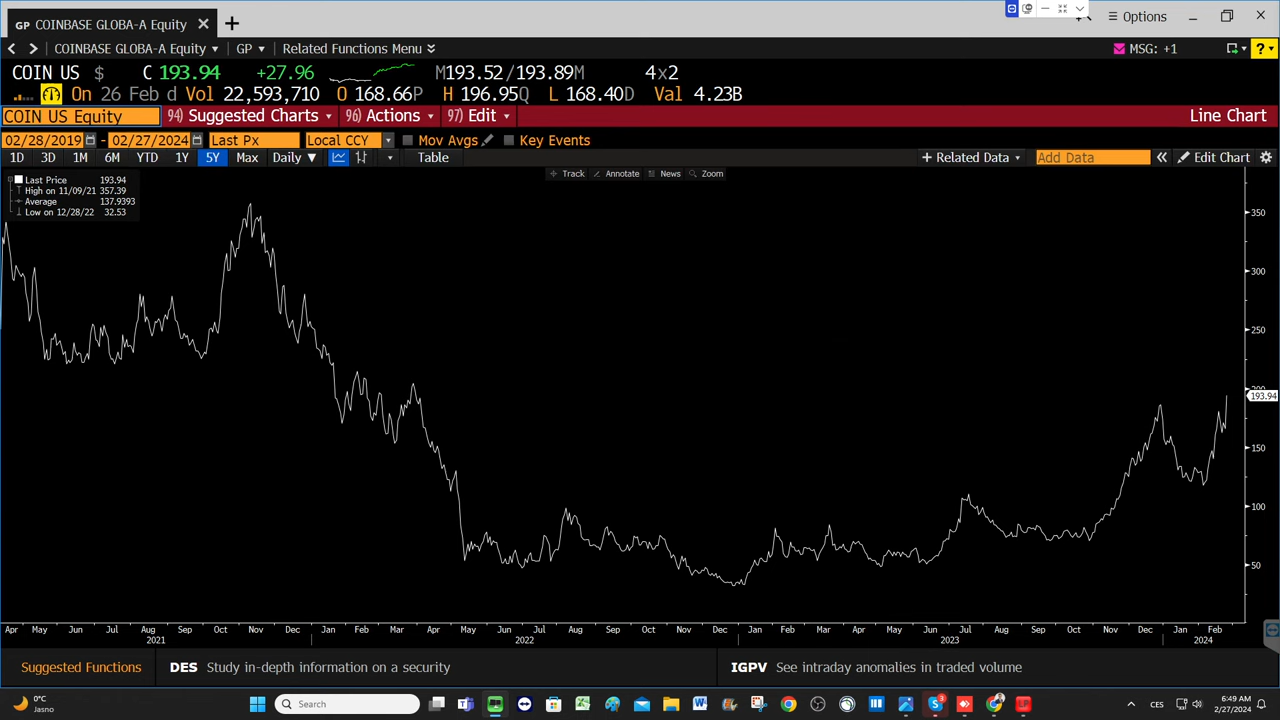 GP COINBASE GLOBA-A Equity
Options
COINBASE GLOBA-A Equity GP Related Functions Menu MSG: +1
COIN US $ C 193.94 +27.96 M193.52/193.89M 4x2
On 26 Feb d Vol 22,593,710 O 168.66P H 196.95Q L 168.40D Val 4.23B
COIN US Equity 94) Suggested Charts 96) Actions 97) Edit Line Chart
02/28/2019 - 02/27/2024 Last Px Local CCY Mov Avgs Key Events
1D 3D 1M 6M YTD 1Y 5Y Max Daily ▼ Table + Related Data Add Data « Edit Chart
Track Annotate News Zoom
Last Price 193.94
High on 11/09/21 357.39
Average 137.9393
Low on 12/28/22 32.53
350
300
250
200
193.94
150
100
50
Apr May Jun Jul Aug Sep Oct Nov Dec Jan Feb Mar Apr May Jun Jul Aug Sep Oct Nov Dec Jan Feb Mar Apr May Jun Jul Aug Sep Oct Nov Dec Jan Feb
2021 2022 2023 2024
Suggested Functions DES Study in-depth information on a security IGPV See intraday anomalies in traded volume
0°C
Jasno
Search
3
CES
6:49 AM
2/27/2024